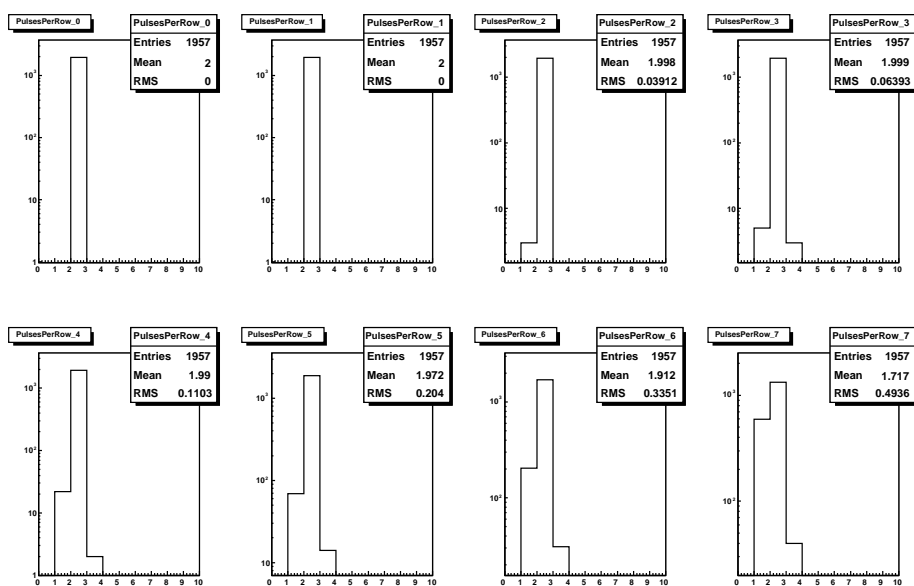 PulsesPerRow_0
PulsesPerRow_0
Entries 1957
Mean 2
RMS 0
10³
10²
10
1
0 1 2 3 4 5 6 7 8 9 10
PulsesPerRow_1
PulsesPerRow_1
Entries 1957
Mean 2
RMS 0
10³
10²
10
1
0 1 2 3 4 5 6 7 8 9 10
PulsesPerRow_2
PulsesPerRow_2
Entries 1957
Mean 1.998
RMS 0.03912
10³
10²
10
0 1 2 3 4 5 6 7 8 9 10
PulsesPerRow_3
PulsesPerRow_3
Entries 1957
Mean 1.999
RMS 0.06393
10³
10²
10
0 1 2 3 4 5 6 7 8 9 10
PulsesPerRow_4
PulsesPerRow_4
Entries 1957
Mean 1.99
RMS 0.1103
10³
10²
10
1
0 1 2 3 4 5 6 7 8 9 10
PulsesPerRow_5
PulsesPerRow_5
Entries 1957
Mean 1.972
RMS 0.204
10³
10²
10
0 1 2 3 4 5 6 7 8 9 10
PulsesPerRow_6
PulsesPerRow_6
Entries 1957
Mean 1.912
RMS 0.3351
10³
10²
0 1 2 3 4 5 6 7 8 9 10
PulsesPerRow_7
PulsesPerRow_7
Entries 1957
Mean 1.717
RMS 0.4936
10³
10²
0 1 2 3 4 5 6 7 8 9 10